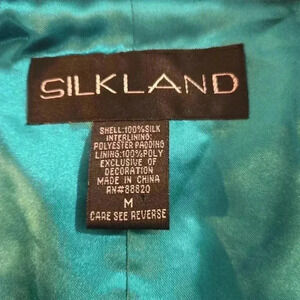 SILKLAND
SHELL:100%SILK
INTERLINING:
POLYESTER PADDING
LINING:100%POLY
EXCLUSIVE OF
DECORATION
MADE IN CHINA
RN#88820
M
CARE SEE REVERSE